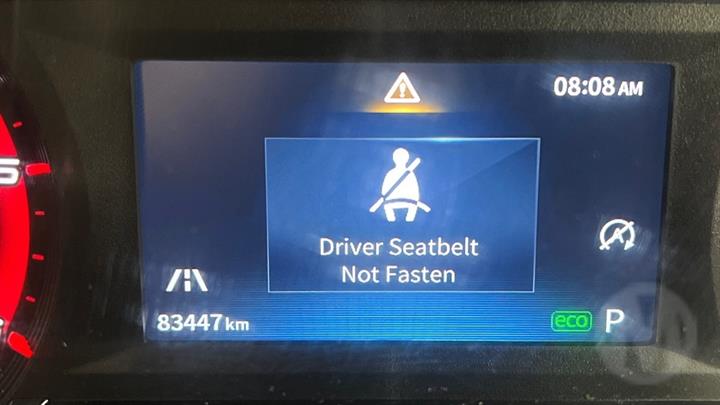 08:08 AM
Driver Seatbelt
Not Fasten
83447 km
eco P